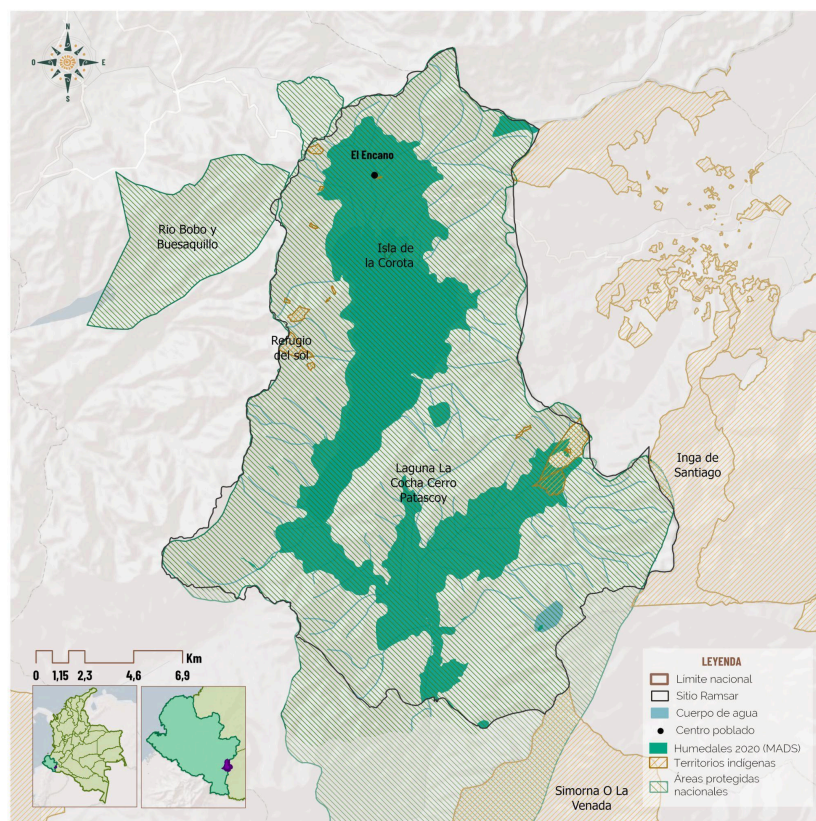 N
O
E
S
El Encano
Rio Bobo y
Buesaquillo
Isla de
la Corota
Refugio
del sol
Laguna La
Cocha Cerro
Patascoy
Inga de
Santiago
Km
0 1,15 2,3 4,6 6,9
LEYENDA
Límite nacional
Sitio Ramsar
Cuerpo de agua
Centro poblado
Humedales 2020 (MADS)
Territorios indígenas
Áreas protegidas
nacionales
Simorna O La
Venada